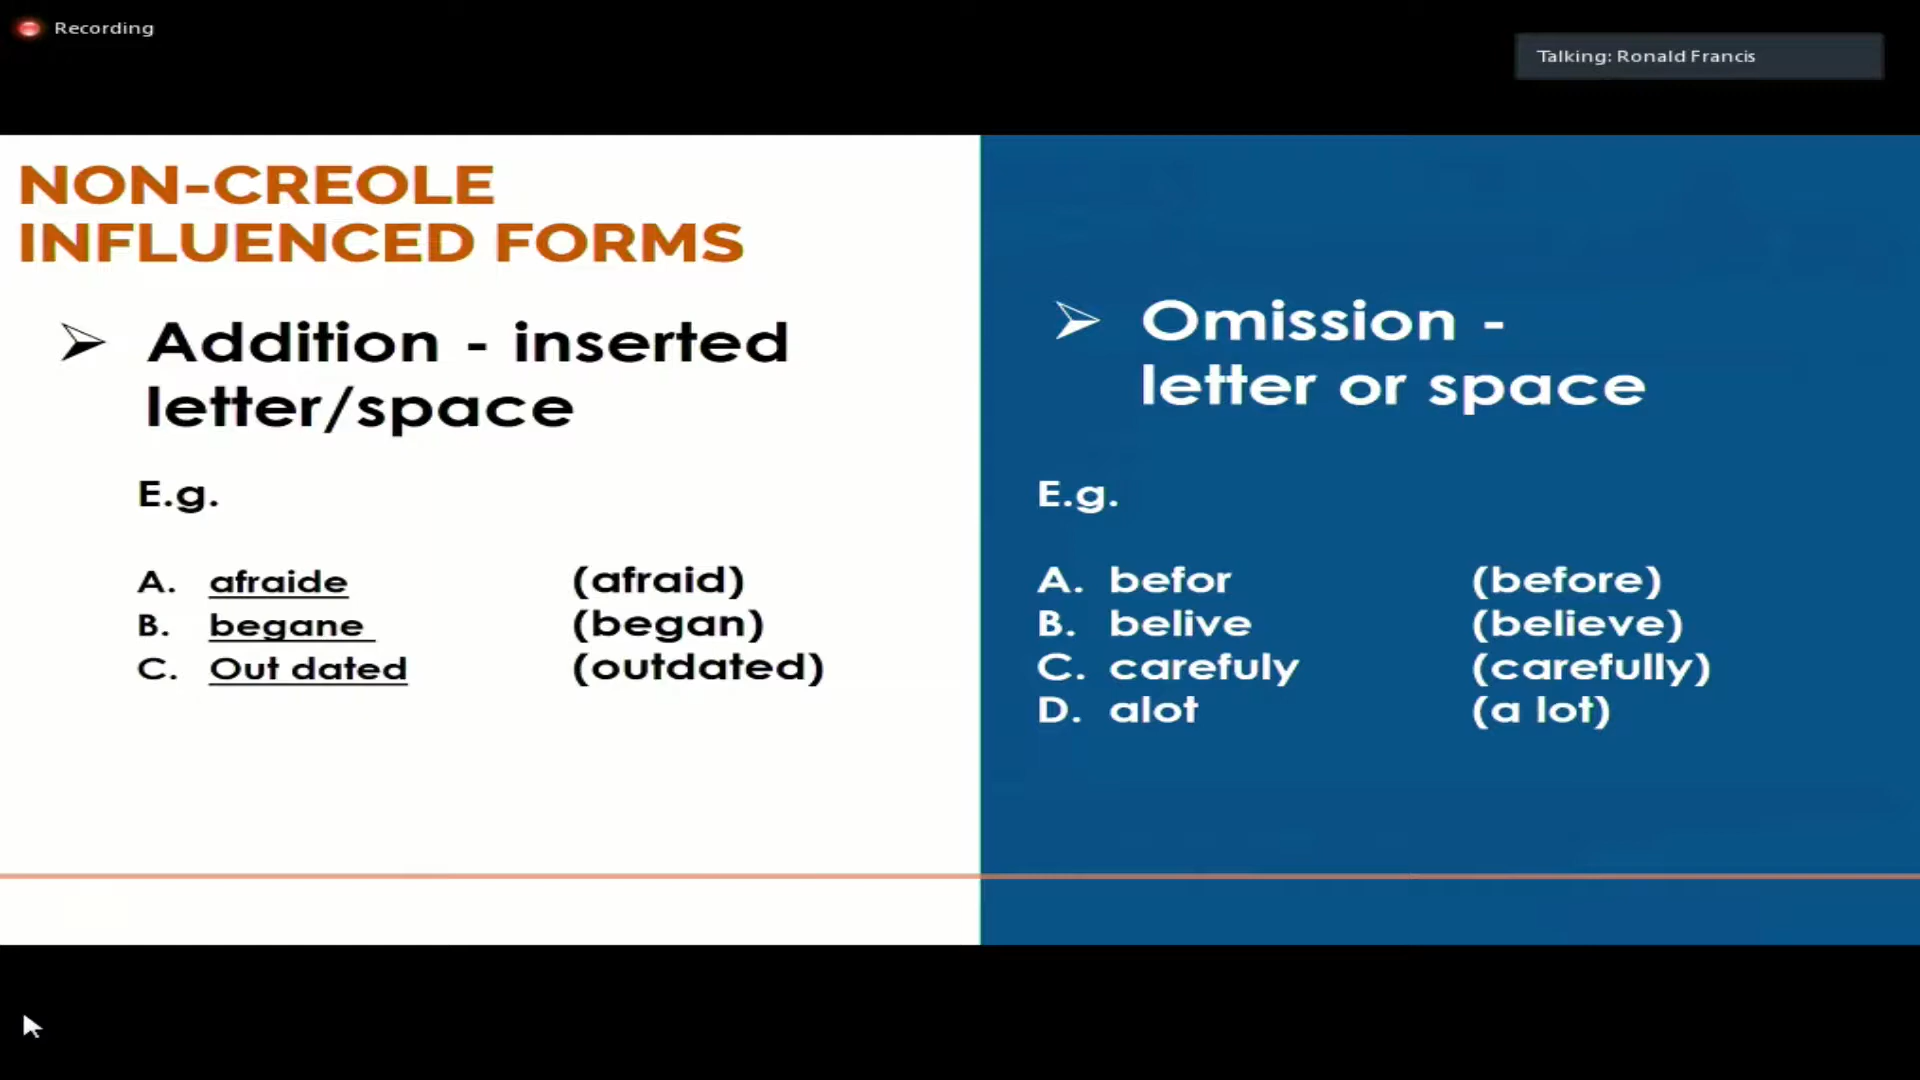 Recording
Talking: Ronald Francis
NON-CREOLE
INFLUENCED FORMS
➢ Addition - inserted
letter/space
E.g.
A. afraide (afraid)
B. begane (began)
C. Out dated (outdated)
➢ Omission -
letter or space
E.g.
A. befor (before)
B. belive (believe)
C. carefuly (carefully)
D. alot (a lot)